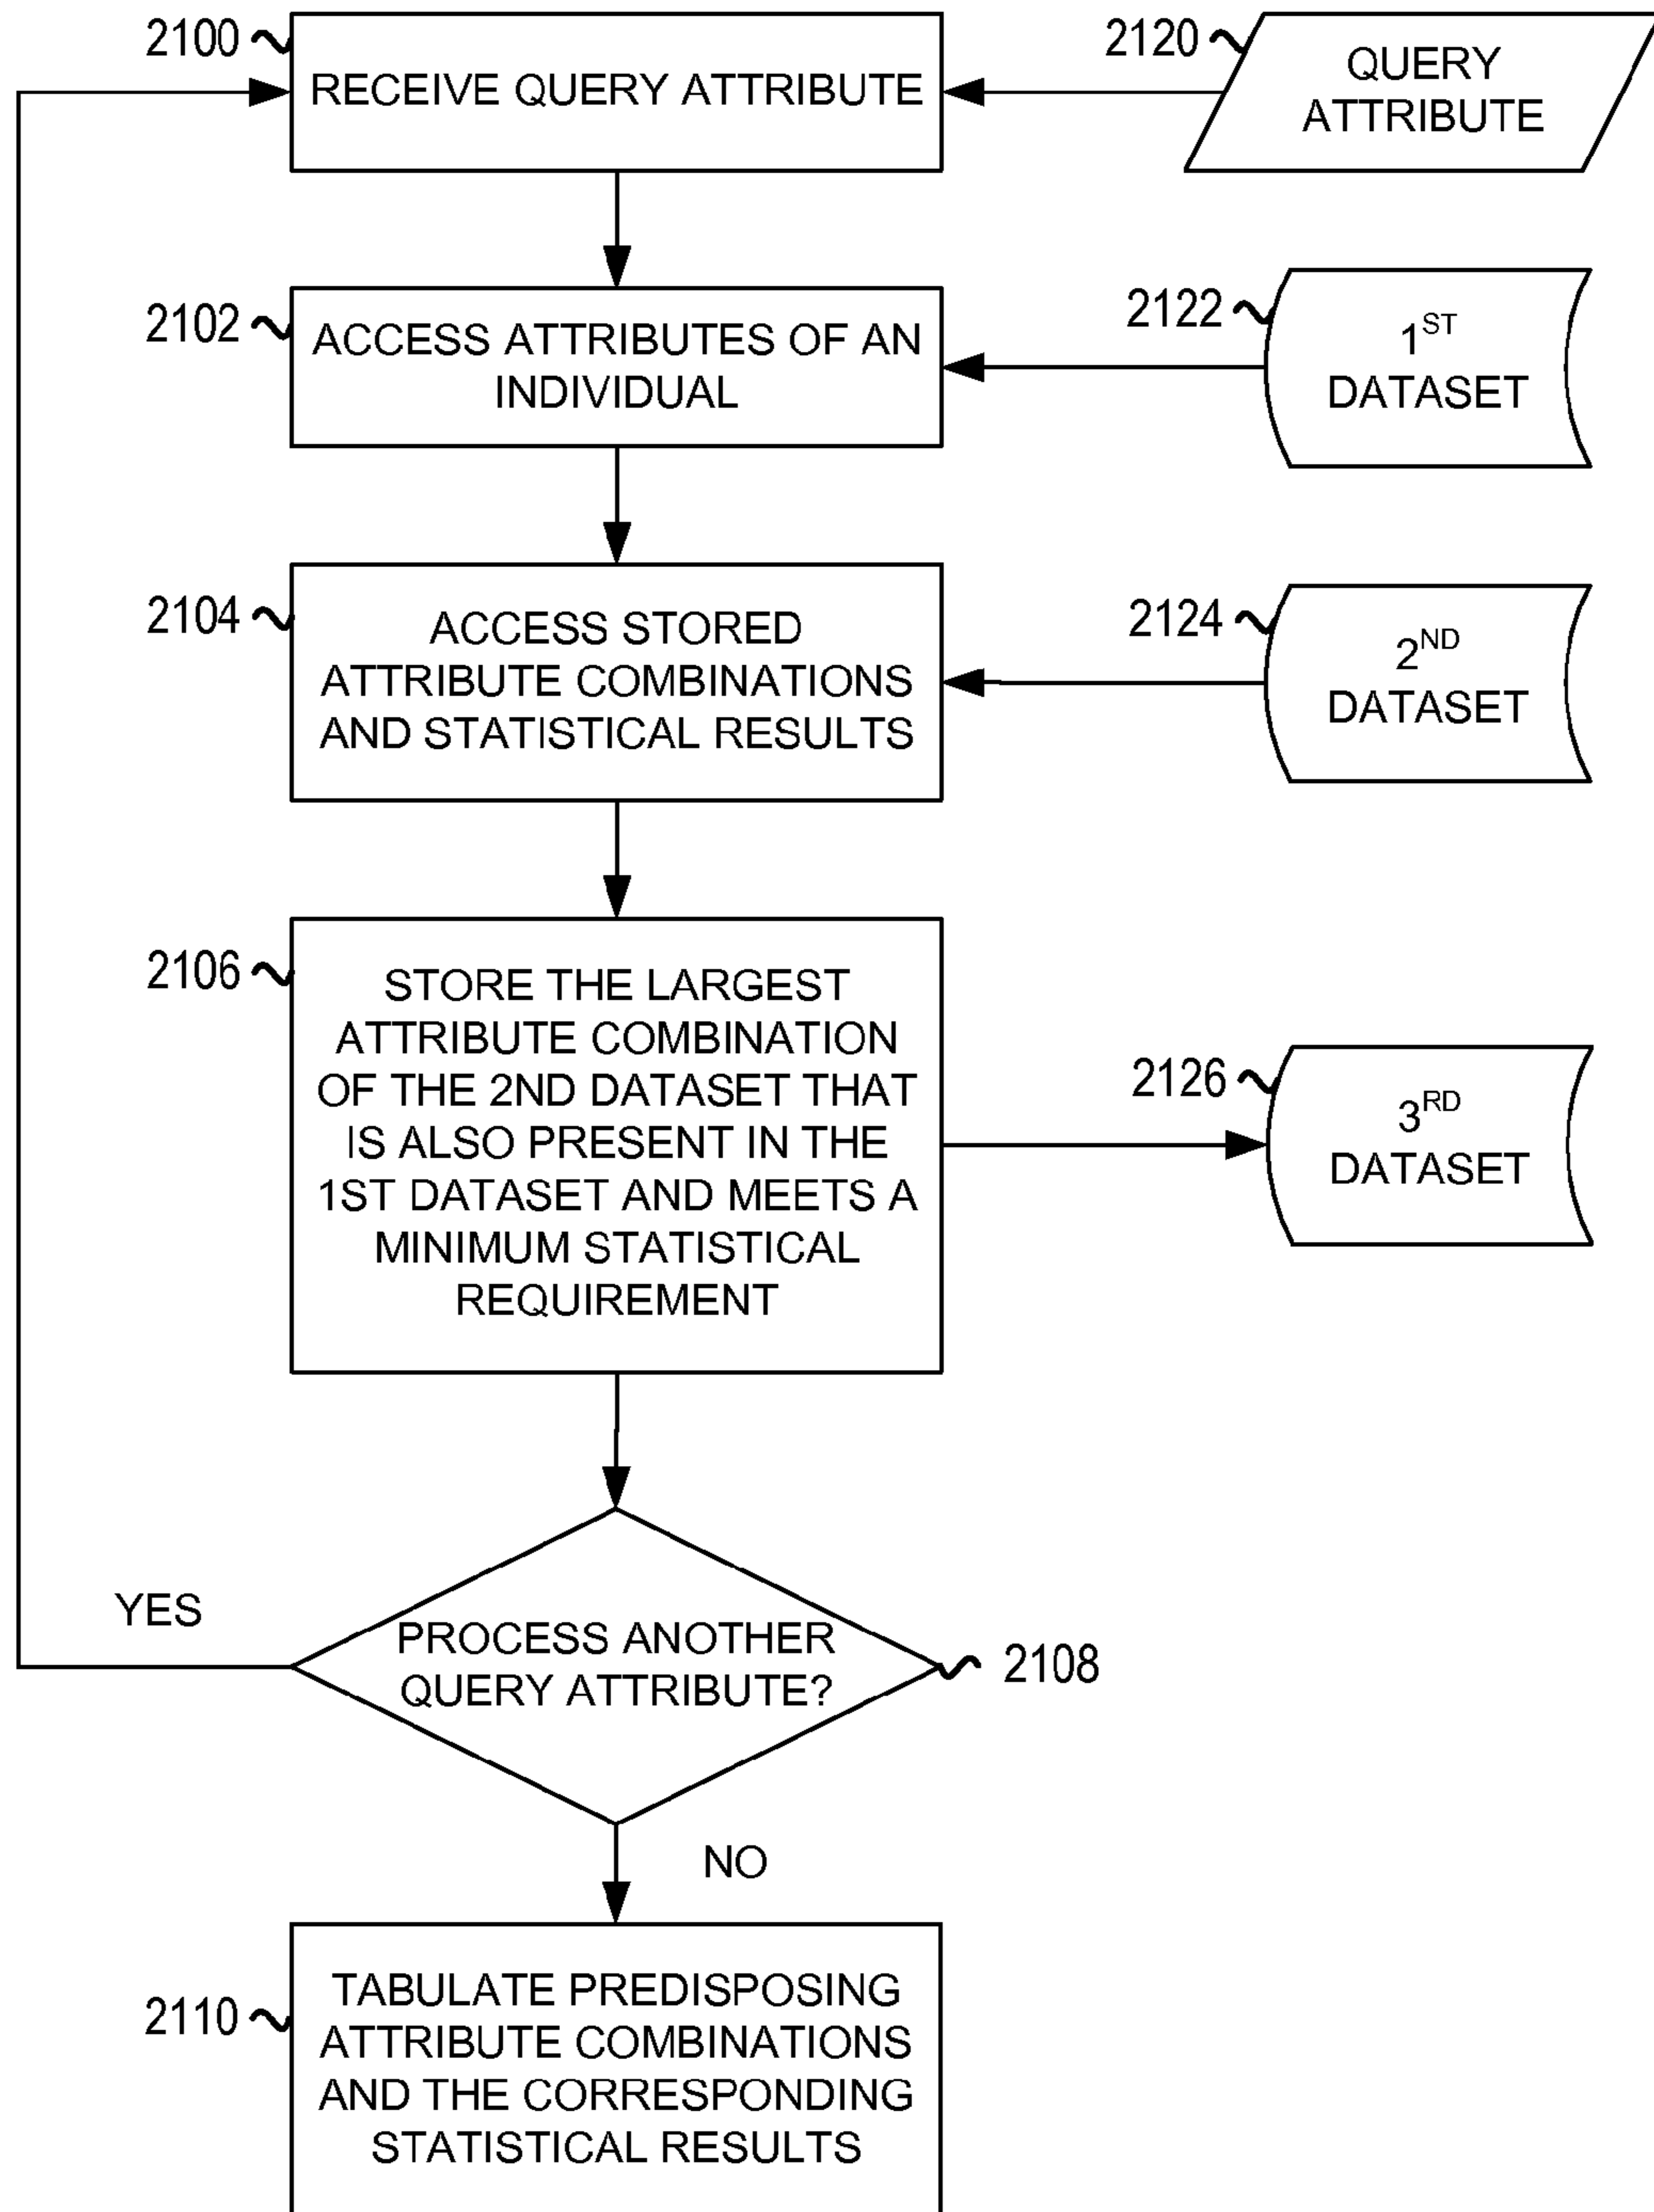 2100
RECEIVE QUERY ATTRIBUTE
2120
QUERY
ATTRIBUTE
2102
ACCESS ATTRIBUTES OF AN
INDIVIDUAL
2122
1ST
DATASET
2104
ACCESS STORED
ATTRIBUTE COMBINATIONS
AND STATISTICAL RESULTS
2124
2ND
DATASET
2106
STORE THE LARGEST
ATTRIBUTE COMBINATION
OF THE 2ND DATASET THAT
IS ALSO PRESENT IN THE
1ST DATASET AND MEETS A
MINIMUM STATISTICAL
REQUIREMENT
2126
3RD
DATASET
YES
PROCESS ANOTHER
QUERY ATTRIBUTE?
2108
NO
2110
TABULATE PREDISPOSING
ATTRIBUTE COMBINATIONS
AND THE CORRESPONDING
STATISTICAL RESULTS